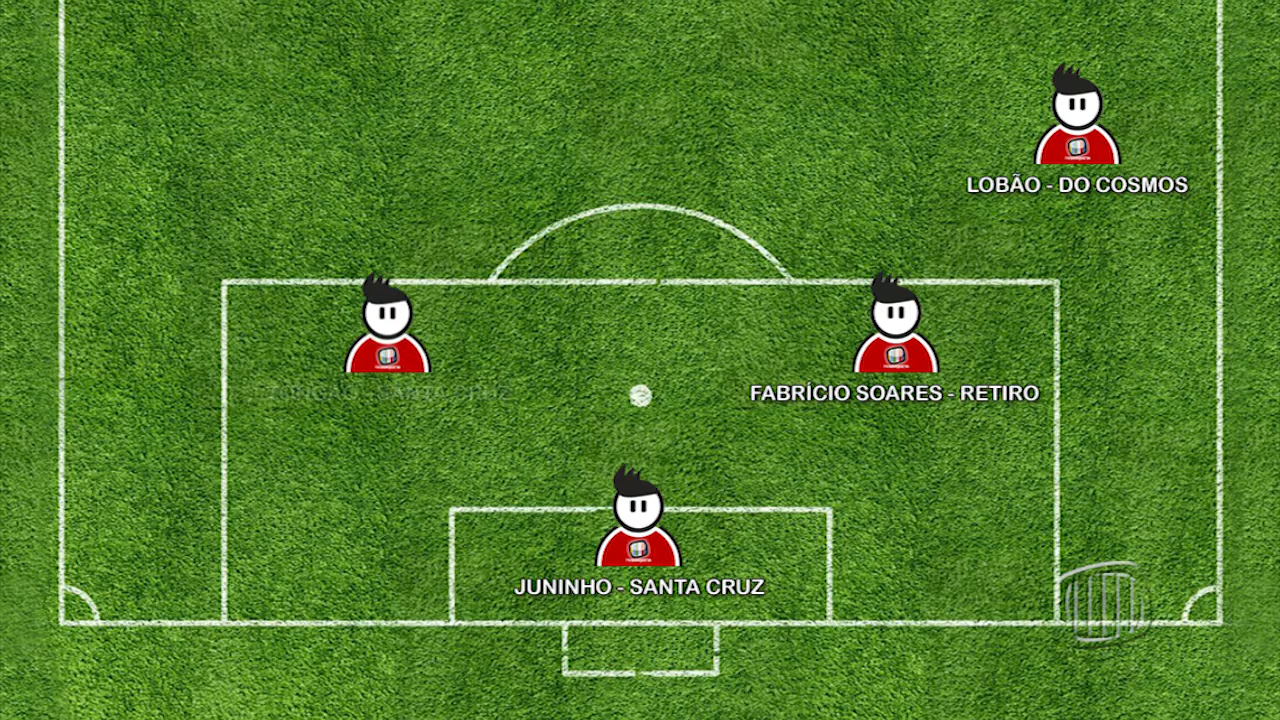 LOBÃO - DO COSMOS
FABRÍCIO SOARES - RETIRO
JUNINHO - SANTA CRUZ